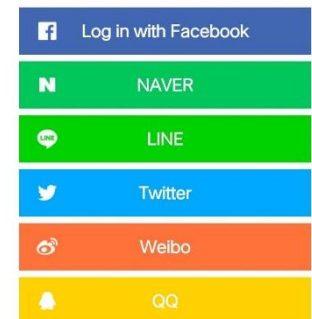 Log in with Facebook
NAVER
LINE
Twitter
Weibo
QQ